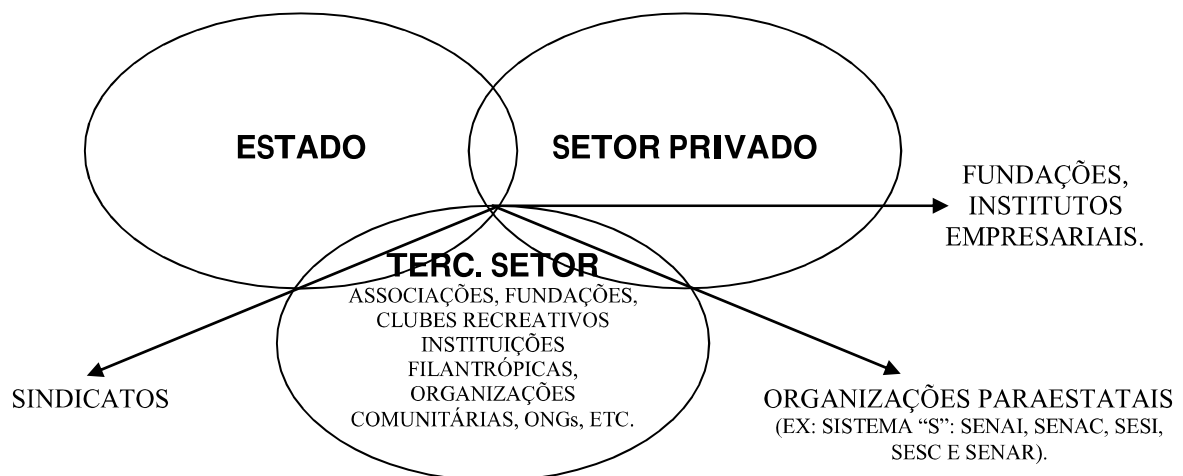 ESTADO
SETOR PRIVADO
FUNDAÇÕES,
INSTITUTOS
EMPRESARIAIS.
TERC. SETOR
ASSOCIAÇÕES, FUNDAÇÕES,
CLUBES RECREATIVOS
INSTITUIÇÕES
FILANTRÓPICAS,
ORGANIZAÇÕES
COMUNITÁRIAS, ONGs, ETC.
SINDICATOS
ORGANIZAÇÕES PARAESTATAIS
(EX: SISTEMA “S”: SENAI, SENAC, SESI,
SESC E SENAR).